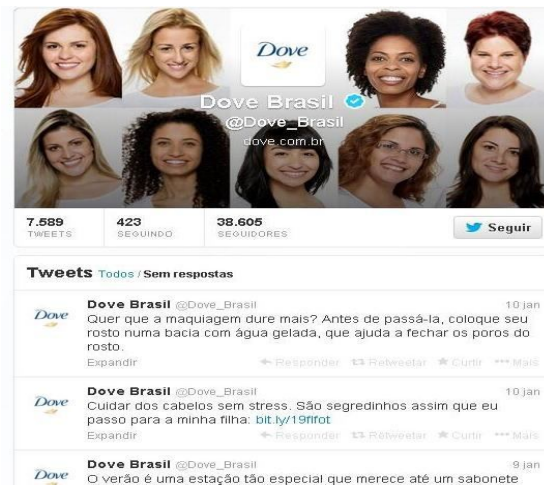 Dove
Dove Brasil
@Dove_Brasil
dove.com.br
7.589 423 38.605
TWEETS SEGUINDO SEGUIDORES Seguir
Tweets Todos / Sem respostas
Dove Dove Brasil @Dove_Brasil 10 jan
Quer que a maquiagem dure mais? Antes de passá-la, coloque seu
rosto numa bacia com água gelada, que ajuda a fechar os poros do
rosto.
Expandir Responder Retweetar Curtir Mais
Dove Dove Brasil @Dove_Brasil 10 jan
Cuidar dos cabelos sem stress. São segredinhos assim que eu
passo para a minha filha: bit.ly/19fIfot
Expandir Responder Retweetar Curtir Mais
Dove Dove Brasil @Dove_Brasil 9 jan
O verão é uma estação tão especial que merece até um sabonete